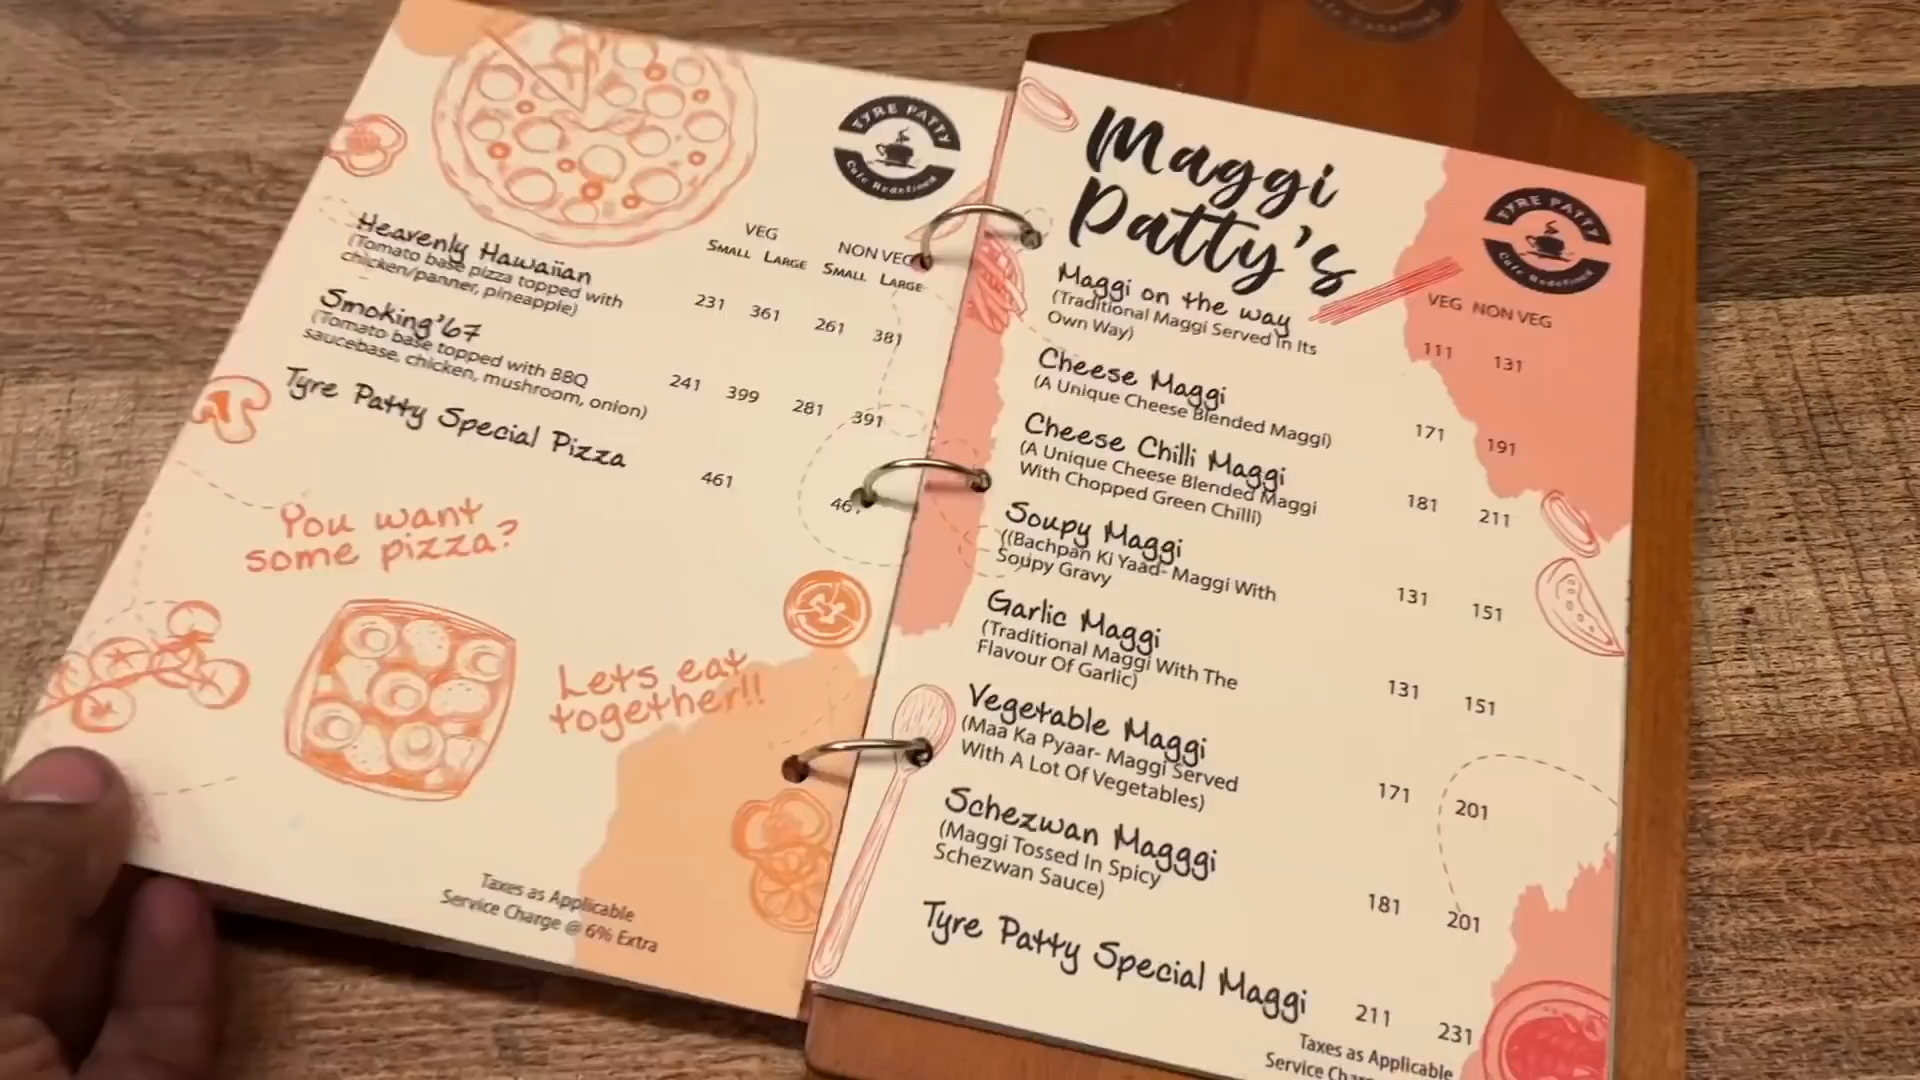 TYRE PATTY
Cafe Redefined
VEG
NON VEG
SMALL LARGE SMALL LARGE
Heavenly Hawaiian
(Tomato base pizza topped with
chicken/panner, pineapple)
231 361 261 381
Smoking'67
(Tomato base topped with BBQ
saucebase, chicken, mushroom, onion)
241 399 281 391
Tyre Patty Special Pizza
461
You want
some pizza?
Lets eat
together!!
Taxes as Applicable
Service Charge @ 6% Extra
Maggi
Patty's
TYRE PATTY
Cafe Redefined
VEG NON VEG
Maggi on the way
(Traditional Maggi Served In Its
Own Way)
111 131
Cheese Maggi
(A Unique Cheese Blended Maggi)
171 191
Cheese Chilli Maggi
(A Unique Cheese Blended Maggi
With Chopped Green Chilli)
181 211
Soupy Maggi
((Bachpan Ki Yaad- Maggi With
Soupy Gravy
131 151
Garlic Maggi
(Traditional Maggi With The
Flavour Of Garlic)
131 151
Vegetable Maggi
(Maa Ka Pyaar- Maggi Served
With A Lot Of Vegetables)
171 201
Schezwan Magggi
(Maggi Tossed In Spicy
Schezwan Sauce)
181 201
Tyre Patty Special Maggi
211 231
Taxes as Applicable
Service